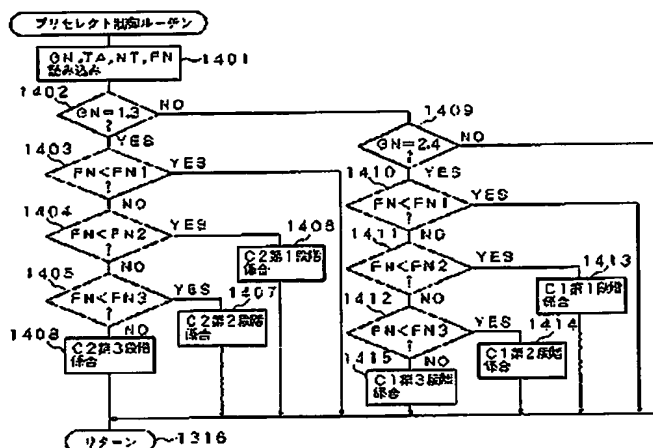 プリセレクト制御ルーチン
GN,TA,NT,FN
読み込み
1401
1402
GN=1.3
?
NO
YES
1403
FN<FN1
?
YES
NO
1404
FN<FN2
?
YES
1406
C2第1段階
係合
NO
1405
FN<FN3
?
YES
1407
C2第2段階
係合
NO
1408
C2第3段階
係合
1409
GN=2.4
?
NO
YES
1410
FN<FN1
?
YES
NO
1411
FN<FN2
?
YES
1413
C1第1段階
係合
NO
1412
FN<FN3
?
YES
1414
C1第2段階
係合
NO
1415
C1第3段階
係合
リターン
1316